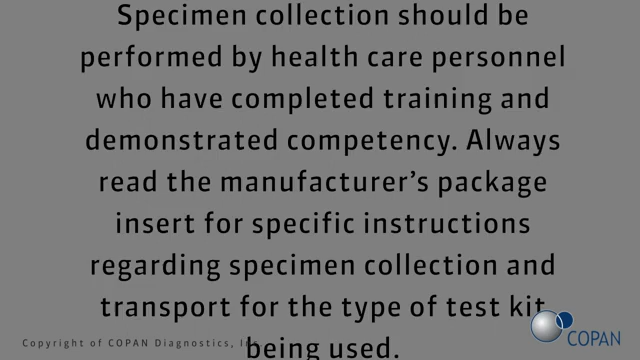 Specimen collection should be
performed by health care personnel
who have completed training and
demonstrated competency. Always
read the manufacturer’s package
insert for specific instructions
regarding specimen collection and
transport for the type of test kit
being used.
Copyright of COPAN Diagnostics, Inc
COPAN